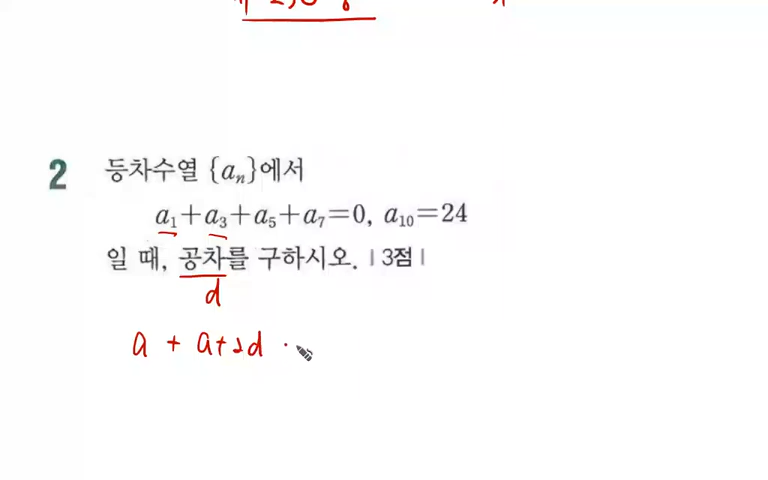 2 등차수열 {aₙ}에서
a₁+a₃+a₅+a₇=0, a₁₀=24
일 때, 공차를 구하시오. | 3점 |
d
a + a+2d